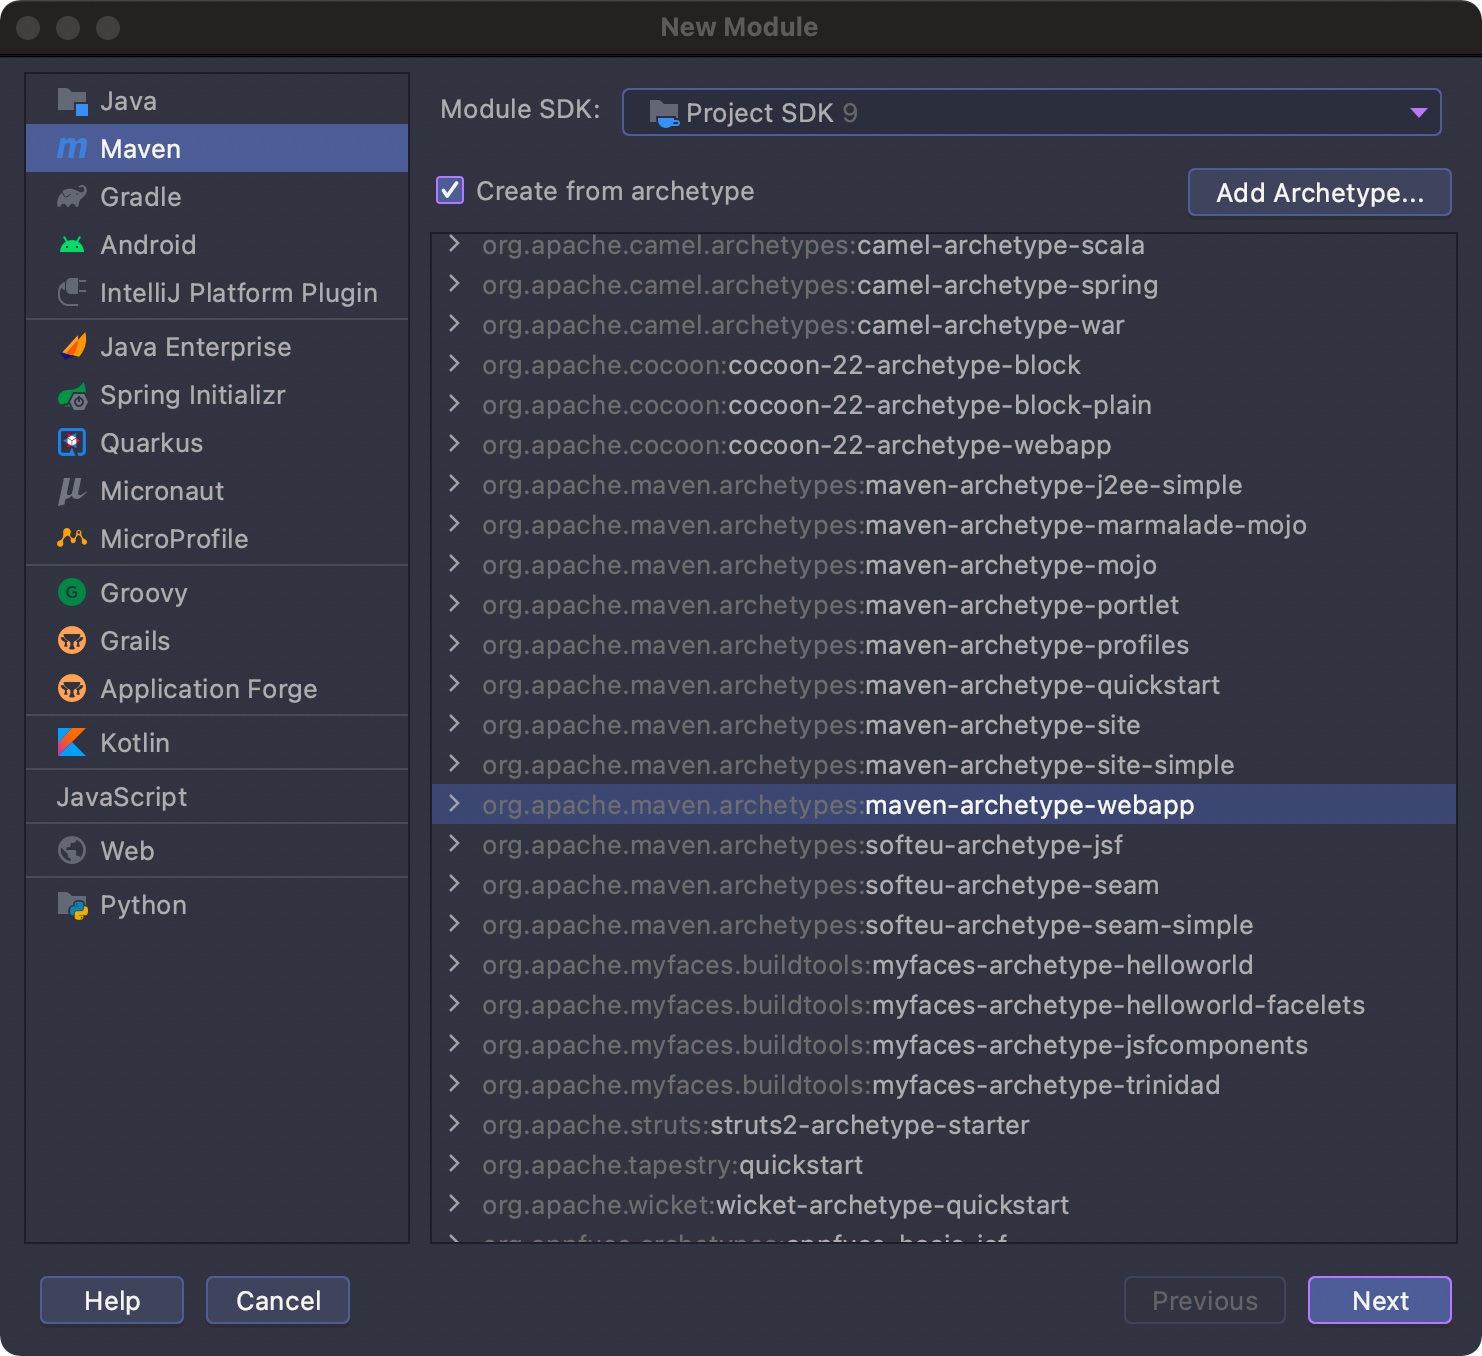 New Module
Java
Maven
Gradle
Android
IntelliJ Platform Plugin
Java Enterprise
Spring Initializr
Quarkus
Micronaut
MicroProfile
Groovy
Grails
Application Forge
Kotlin
JavaScript
Web
Python
Module SDK: Project SDK 9
Create from archetype Add Archetype...
org.apache.camel.archetypes:camel-archetype-scala
org.apache.camel.archetypes:camel-archetype-spring
org.apache.camel.archetypes:camel-archetype-war
org.apache.cocoon:cocoon-22-archetype-block
org.apache.cocoon:cocoon-22-archetype-block-plain
org.apache.cocoon:cocoon-22-archetype-webapp
org.apache.maven.archetypes:maven-archetype-j2ee-simple
org.apache.maven.archetypes:maven-archetype-marmalade-mojo
org.apache.maven.archetypes:maven-archetype-mojo
org.apache.maven.archetypes:maven-archetype-portlet
org.apache.maven.archetypes:maven-archetype-profiles
org.apache.maven.archetypes:maven-archetype-quickstart
org.apache.maven.archetypes:maven-archetype-site
org.apache.maven.archetypes:maven-archetype-site-simple
org.apache.maven.archetypes:maven-archetype-webapp
org.apache.maven.archetypes:softeu-archetype-jsf
org.apache.maven.archetypes:softeu-archetype-seam
org.apache.maven.archetypes:softeu-archetype-seam-simple
org.apache.myfaces.buildtools:myfaces-archetype-helloworld
org.apache.myfaces.buildtools:myfaces-archetype-helloworld-facelets
org.apache.myfaces.buildtools:myfaces-archetype-jsfcomponents
org.apache.myfaces.buildtools:myfaces-archetype-trinidad
org.apache.struts:struts2-archetype-starter
org.apache.tapestry:quickstart
org.apache.wicket:wicket-archetype-quickstart
Help Cancel Previous Next